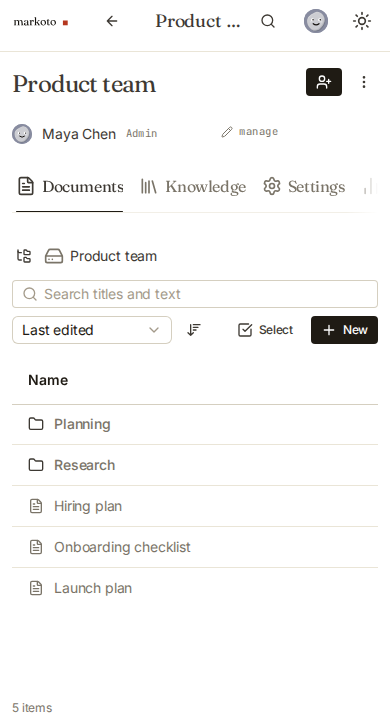 markoto
Product ...
Product team
Maya Chen Admin
manage
Documents Knowledge Settings
Product team
Search titles and text
Last edited
Select
New
Name
Planning
Research
Hiring plan
Onboarding checklist
Launch plan
5 items